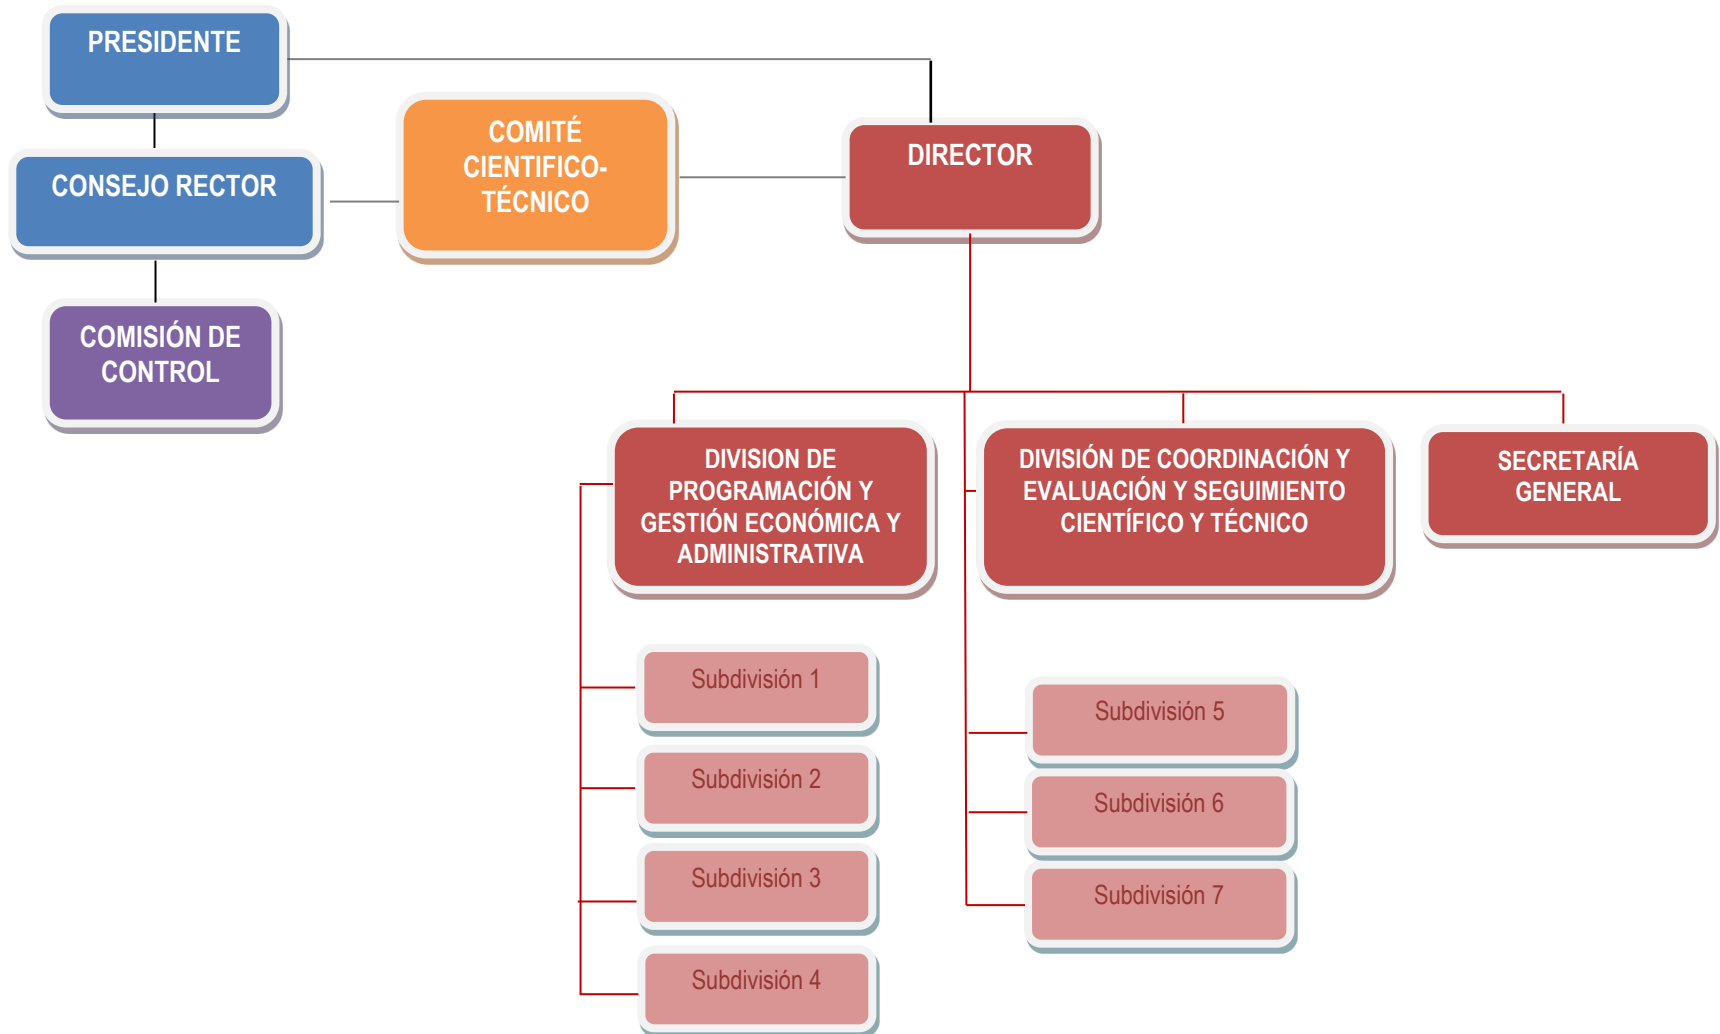 PRESIDENTE
CONSEJO RECTOR
COMISIÓN DE
CONTROL
COMITÉ
CIENTIFICO-
TÉCNICO
DIRECTOR
DIVISION DE
PROGRAMACIÓN Y
GESTIÓN ECONÓMICA Y
ADMINISTRATIVA
Subdivisión 1
Subdivisión 2
Subdivisión 3
Subdivisión 4
DIVISIÓN DE COORDINACIÓN Y
EVALUACIÓN Y SEGUIMIENTO
CIENTÍFICO Y TÉCNICO
Subdivisión 5
Subdivisión 6
Subdivisión 7
SECRETARÍA
GENERAL